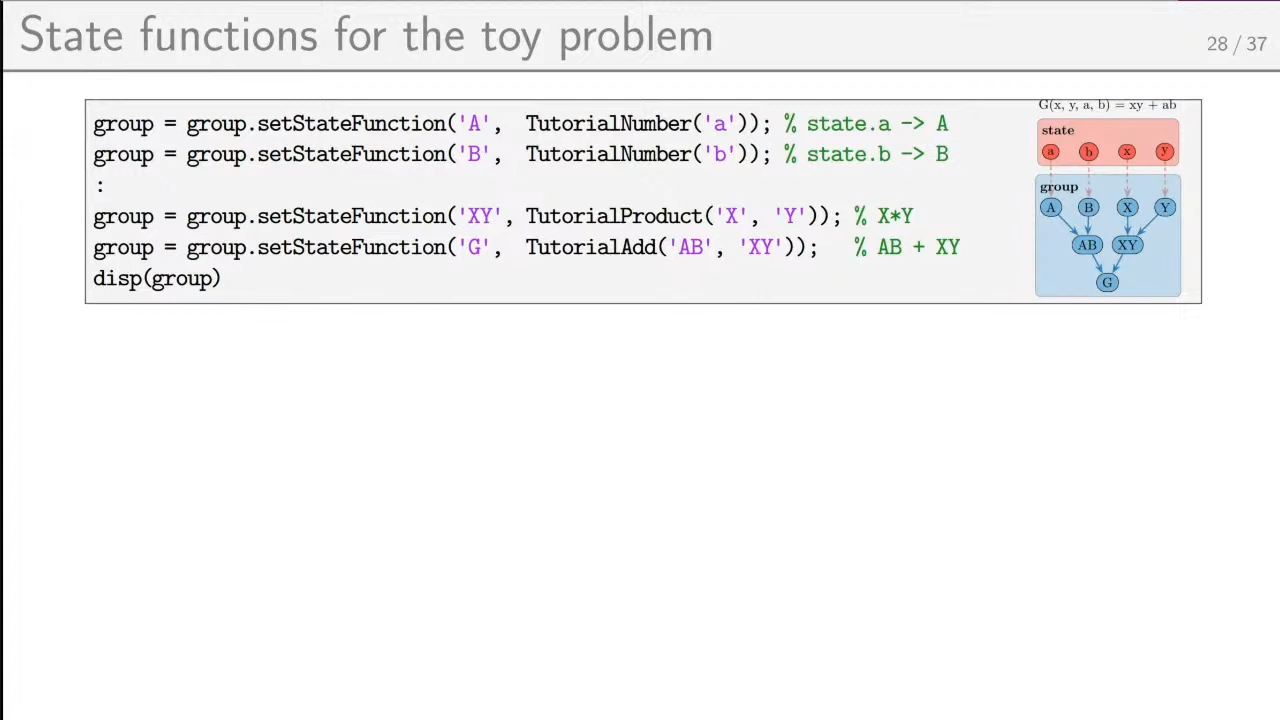 State functions for the toy problem
28 / 37
group = group.setStateFunction('A',  TutorialNumber('a')); % state.a -> A
group = group.setStateFunction('B',  TutorialNumber('b')); % state.b -> B
:
group = group.setStateFunction('XY', TutorialProduct('X', 'Y')); % X*Y
group = group.setStateFunction('G',  TutorialAdd('AB', 'XY'));   % AB + XY
disp(group)
G(x, y, a, b) = xy + ab
state
a b x y
group
A B X Y
AB XY
G